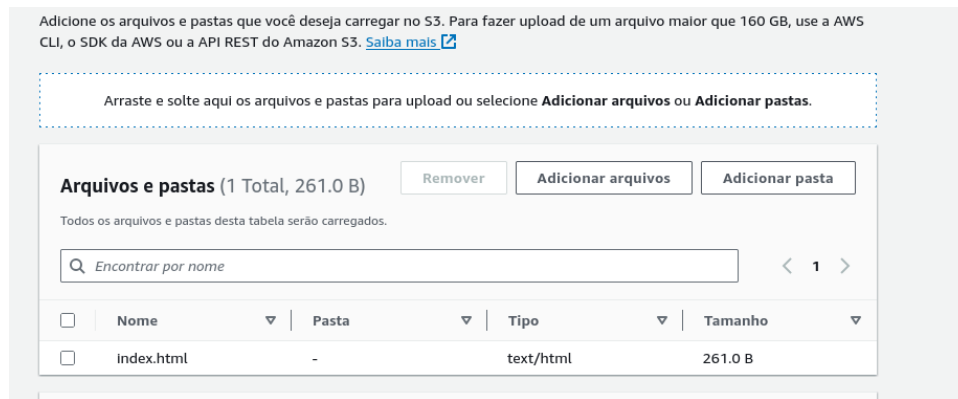 Adicione os arquivos e pastas que você deseja carregar no S3. Para fazer upload de um arquivo maior que 160 GB, use a AWS
CLI, o SDK da AWS ou a API REST do Amazon S3. Saiba mais
Arraste e solte aqui os arquivos e pastas para upload ou selecione Adicionar arquivos ou Adicionar pastas.
Arquivos e pastas (1 Total, 261.0 B) Remover Adicionar arquivos Adicionar pasta
Todos os arquivos e pastas desta tabela serão carregados.
Encontrar por nome 1
Nome Pasta Tipo Tamanho
index.html - text/html 261.0 B